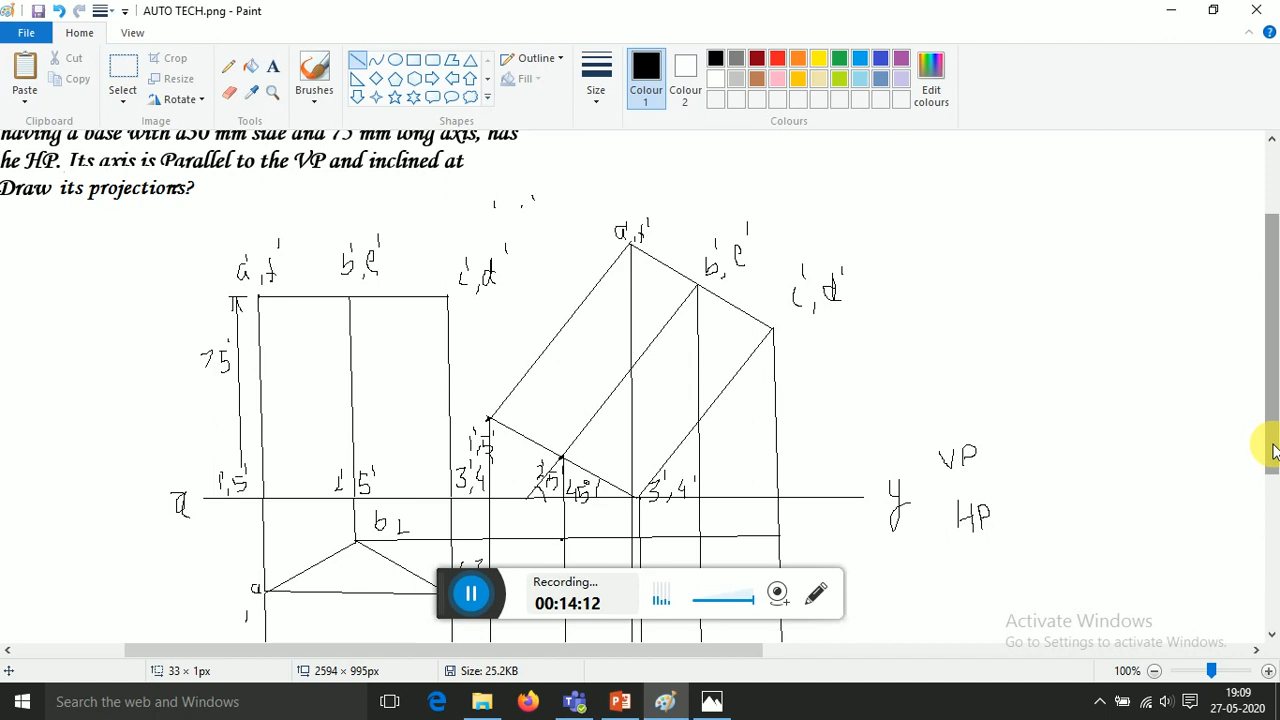 AUTO TECH.png - Paint
File Home View
Paste
Cut
Copy
Clipboard
Select
Crop
Resize
Rotate
Image
Tools
Brushes
Shapes
Outline
Fill
Size
Colour 1
Colour 2
Colours
Edit colours
having a base with a50 mm side and 75 mm long axis, has
he HP. Its axis is Parallel to the VP and inclined at
Draw its projections?
a',f' b',e' c',d'
a',f' b',e' c',d'
75'
1',5'
3',4'
1',5'
45'
3',4'
y
VP
HP
b 2
a
1
Recording...
00:14:12
Activate Windows
Go to Settings to activate Windows.
33 × 1px
2594 × 995px
Size: 25.2KB
100%
Search the web and Windows
19:09
27-05-2020